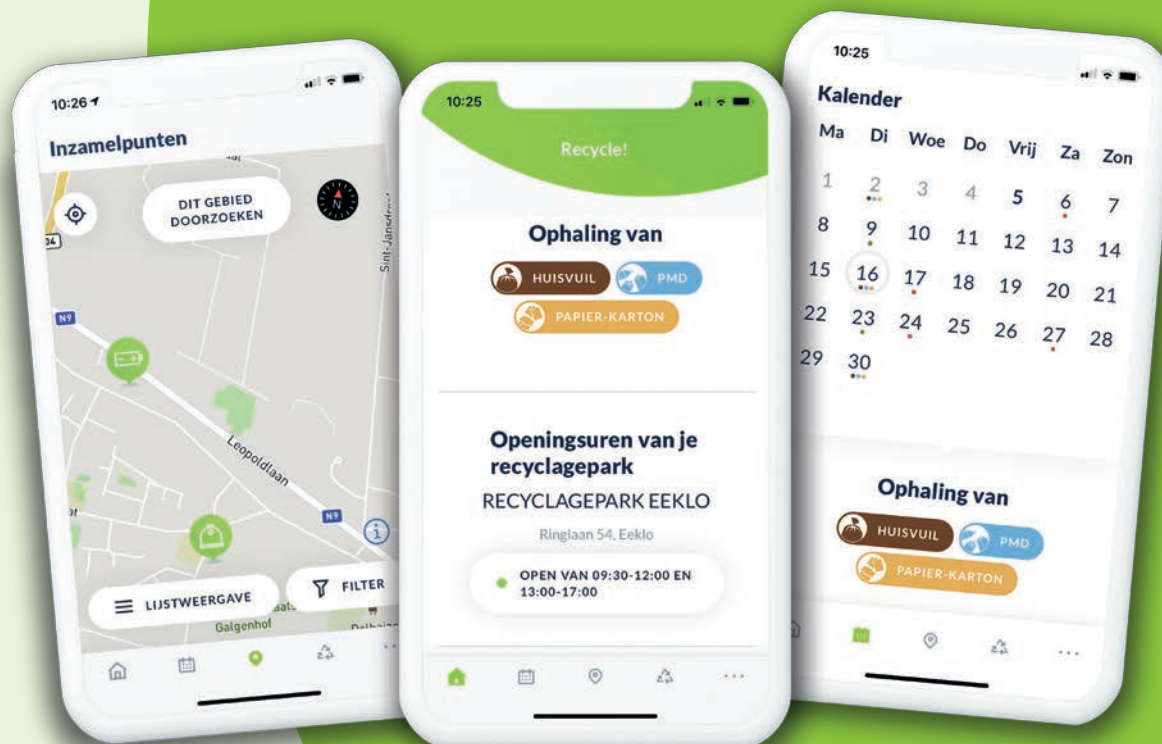 10:26
Inzamelpunten
DIT GEBIED
DOORZOEKEN
N
Sint-Jansdreef
N9
Leopoldlaan
N9
LIJSTWEERGAVE
FILTER
Galgenhof
10:25
Recycle!
Ophaling van
HUISVUIL
PMD
PAPIER-KARTON
Openingsuren van je
recyclagepark
RECYCLAGEPARK EEKLO
Ringlaan 54, Eeklo
OPEN VAN 09:30-12:00 EN
13:00-17:00
10:25
Kalender
Ma Di Woe Do Vrij Za Zon
1 2 3 4 5 6 7
8 9 10 11 12 13 14
15 16 17 18 19 20 21
22 23 24 25 26 27 28
29 30
Ophaling van
HUISVUIL
PMD
PAPIER-KARTON